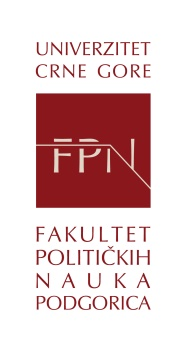 UNIVERZITET
CRNE GORE
FPN
FAKULTET
POLITIČKIH
NAUKA
PODGORICA